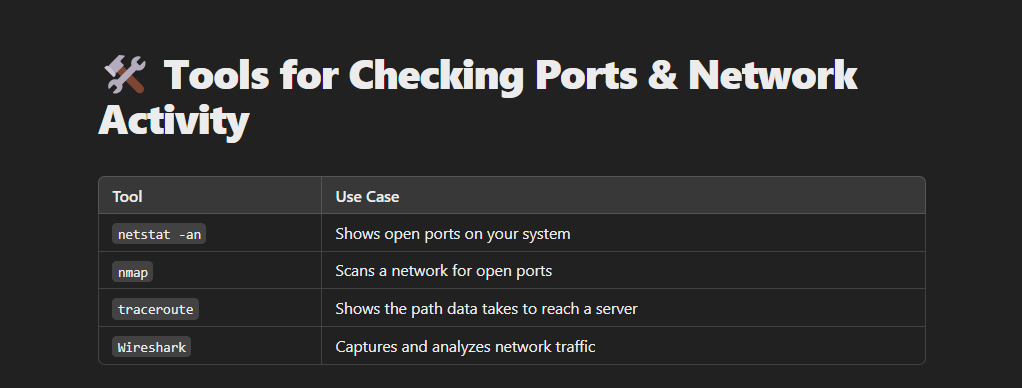 🛠️ Tools for Checking Ports & Network
Activity
Tool Use Case
netstat -an Shows open ports on your system
nmap Scans a network for open ports
traceroute Shows the path data takes to reach a server
Wireshark Captures and analyzes network traffic